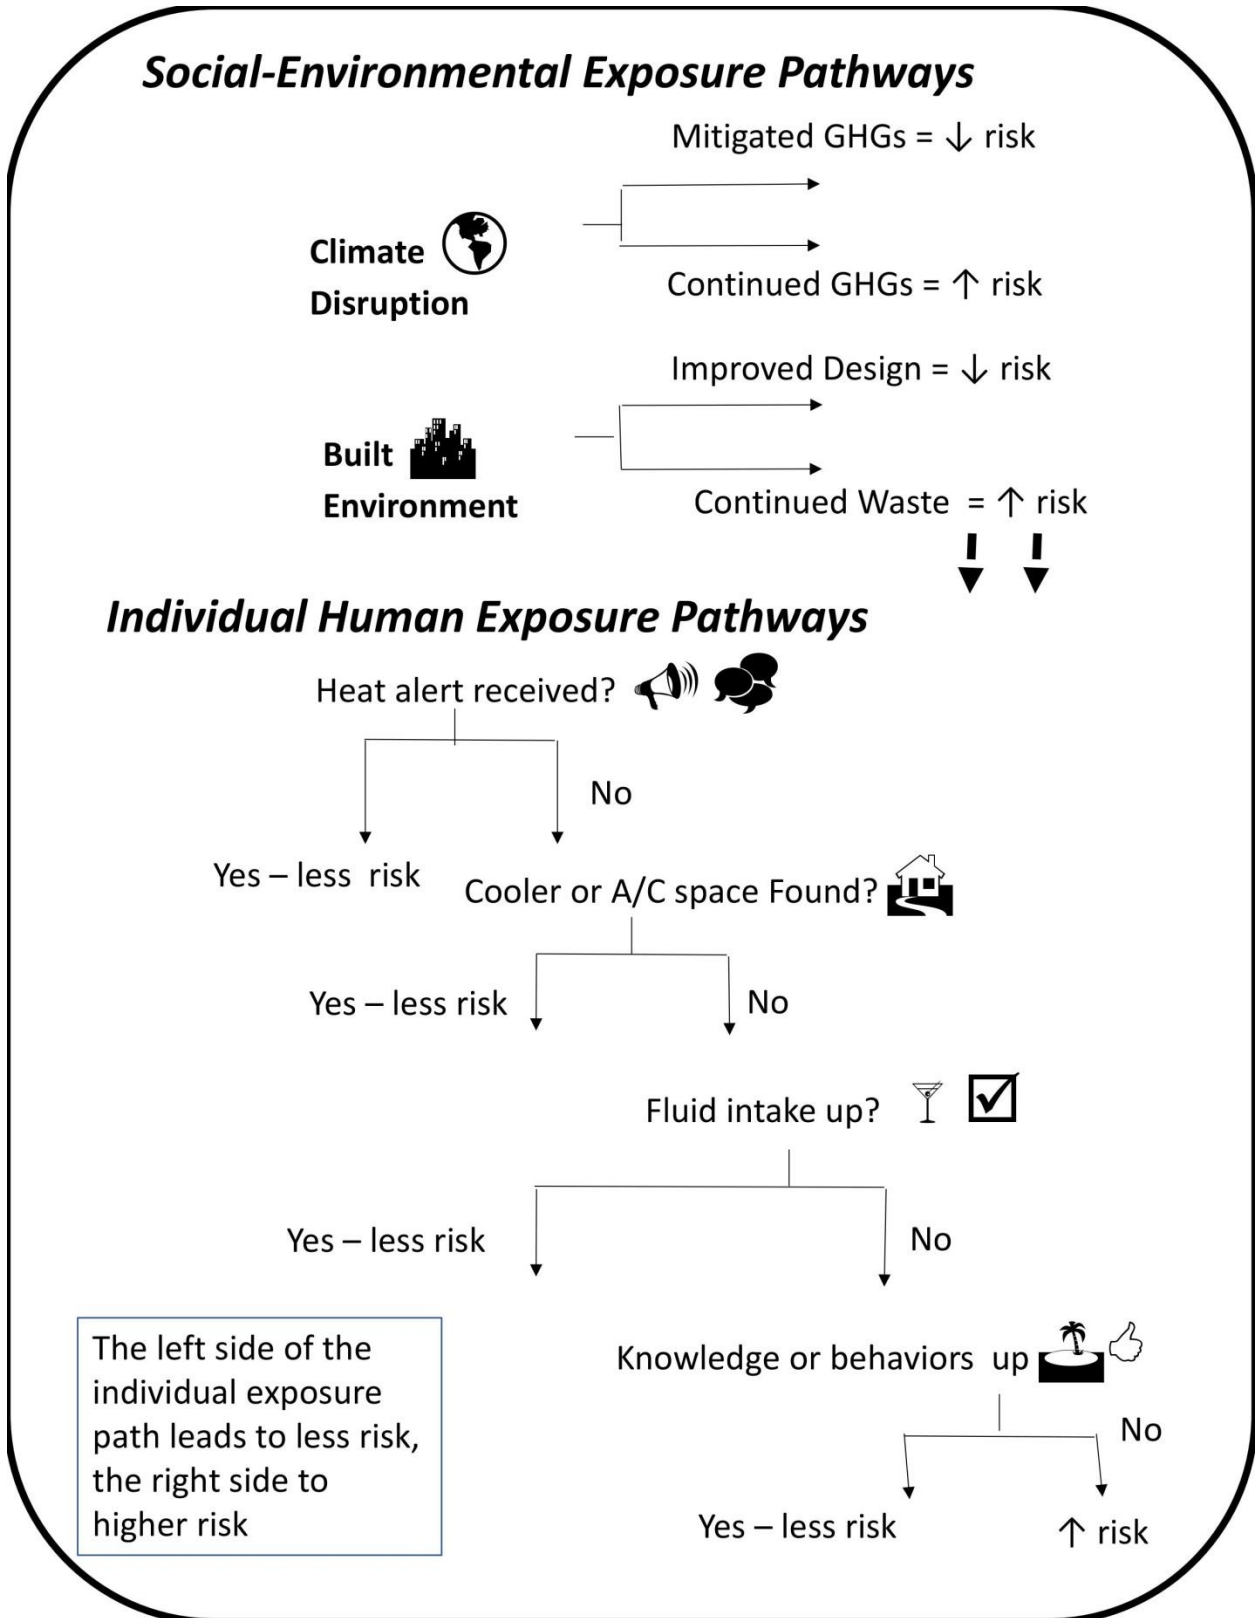 Social-Environmental Exposure Pathways
Mitigated GHGs = ↓ risk
Climate
Disruption
Continued GHGs = ↑ risk
Improved Design = ↓ risk
Built
Environment
Continued Waste = ↑ risk
Individual Human Exposure Pathways
Heat alert received?
No
Yes – less risk
Cooler or A/C space Found?
Yes – less risk
No
Fluid intake up?
Yes – less risk
No
Knowledge or behaviors up
No
Yes – less risk
↑ risk
The left side of the
individual exposure
path leads to less risk,
the right side to
higher risk